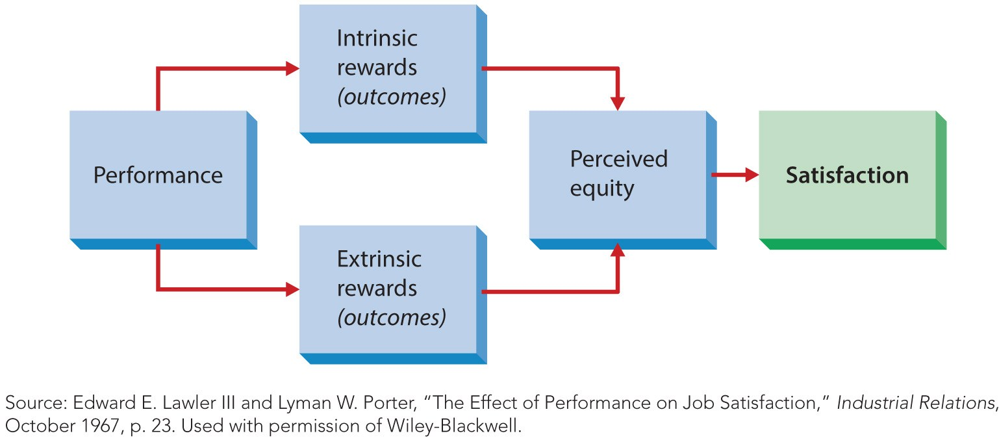 Intrinsic
rewards
(outcomes)
Performance
Perceived
equity
Satisfaction
Extrinsic
rewards
(outcomes)
Source: Edward E. Lawler III and Lyman W. Porter, “The Effect of Performance on Job Satisfaction,” Industrial Relations,
October 1967, p. 23. Used with permission of Wiley-Blackwell.